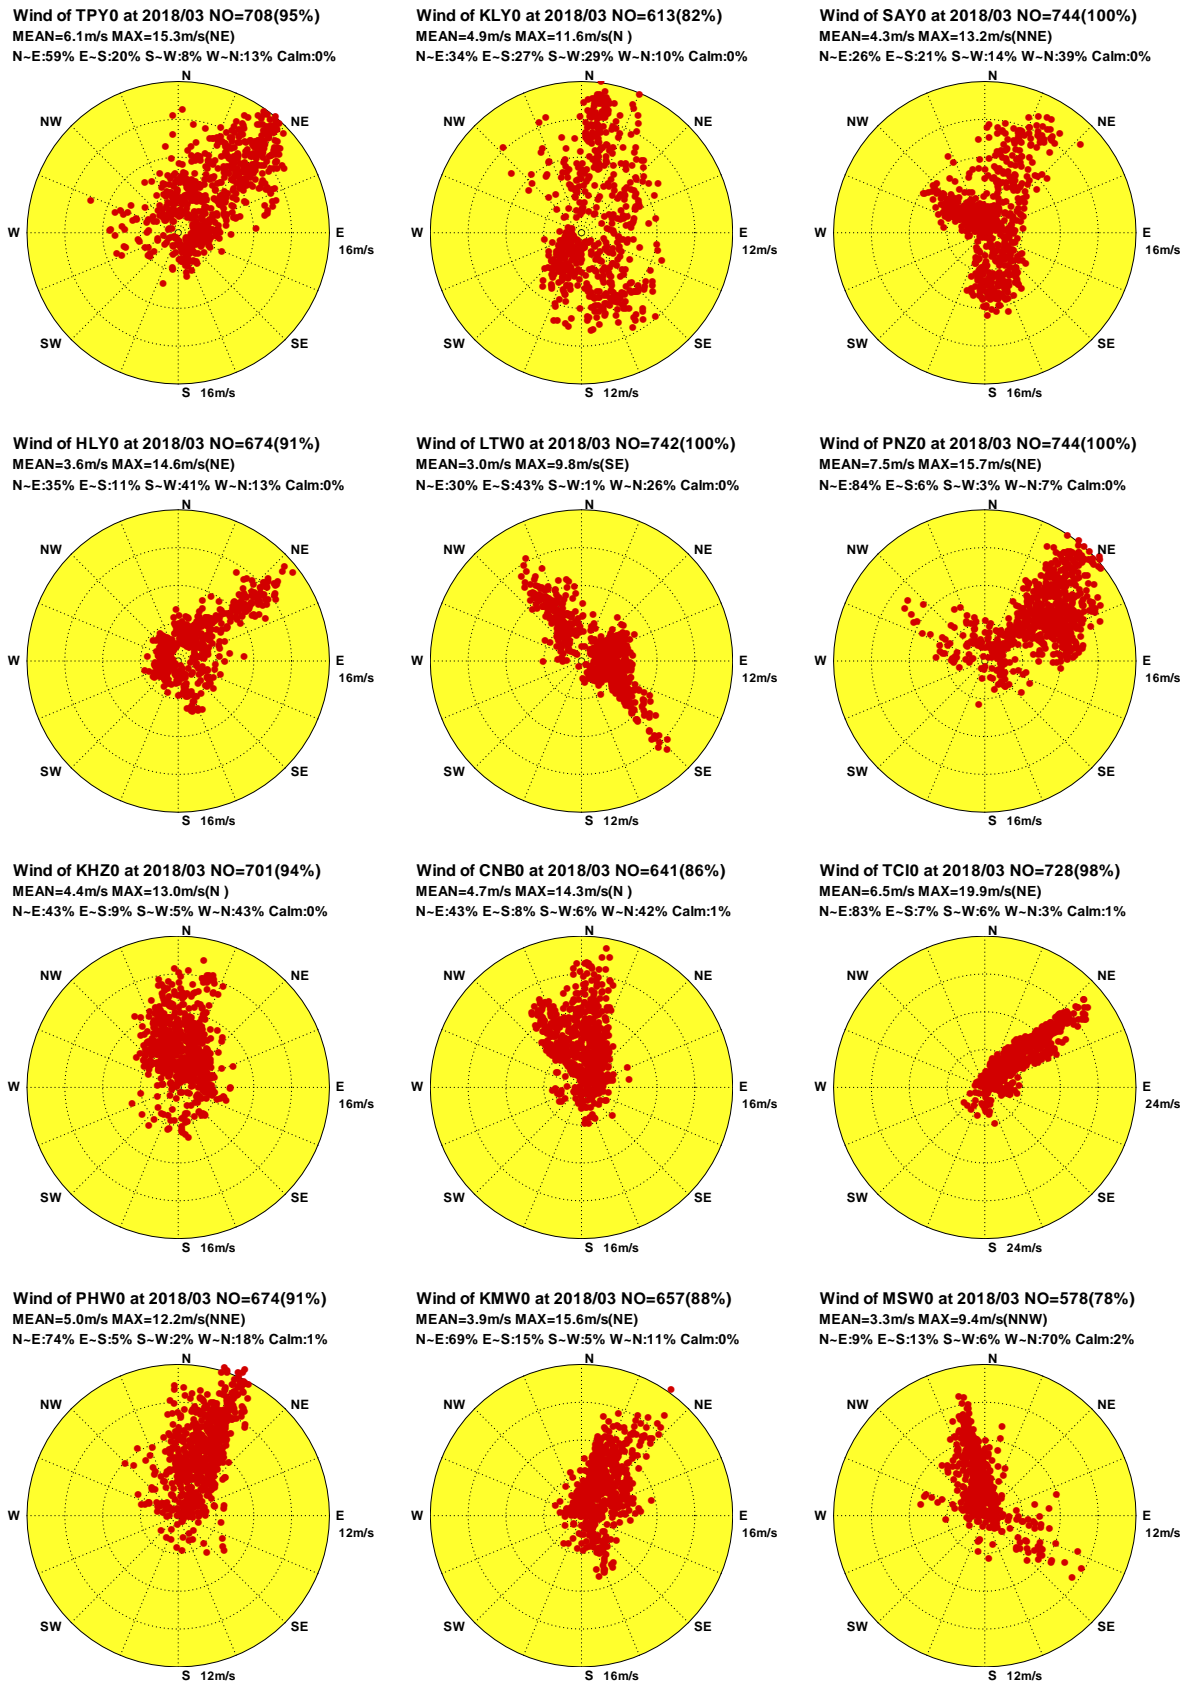 Wind of TPY0 at 2018/03 NO=708(95%)
MEAN=6.1m/s MAX=15.3m/s(NE)
N~E:59% E~S:20% S~W:8% W~N:13% Calm:0%
N
NW
NE
W
E
16m/s
SW
SE
S 16m/s
Wind of KLY0 at 2018/03 NO=613(82%)
MEAN=4.9m/s MAX=11.6m/s(N )
N~E:34% E~S:27% S~W:29% W~N:10% Calm:0%
N
NW
NE
W
E
12m/s
SW
SE
S 12m/s
Wind of SAY0 at 2018/03 NO=744(100%)
MEAN=4.3m/s MAX=13.2m/s(NNE)
N~E:26% E~S:21% S~W:14% W~N:39% Calm:0%
N
NW
NE
W
E
16m/s
SW
SE
S 16m/s
Wind of HLY0 at 2018/03 NO=674(91%)
MEAN=3.6m/s MAX=14.6m/s(NE)
N~E:35% E~S:11% S~W:41% W~N:13% Calm:0%
N
NW
NE
W
E
16m/s
SW
SE
S 16m/s
Wind of LTW0 at 2018/03 NO=742(100%)
MEAN=3.0m/s MAX=9.8m/s(SE)
N~E:30% E~S:43% S~W:1% W~N:26% Calm:0%
N
NW
NE
W
E
12m/s
SW
SE
S 12m/s
Wind of PNZ0 at 2018/03 NO=744(100%)
MEAN=7.5m/s MAX=15.7m/s(NE)
N~E:84% E~S:6% S~W:3% W~N:7% Calm:0%
N
NW
NE
W
E
16m/s
SW
SE
S 16m/s
Wind of KHZ0 at 2018/03 NO=701(94%)
MEAN=4.4m/s MAX=13.0m/s(N )
N~E:43% E~S:9% S~W:5% W~N:43% Calm:0%
N
NW
NE
W
E
16m/s
SW
SE
S 16m/s
Wind of CNB0 at 2018/03 NO=641(86%)
MEAN=4.7m/s MAX=14.3m/s(N )
N~E:43% E~S:8% S~W:6% W~N:42% Calm:1%
N
NW
NE
W
E
16m/s
SW
SE
S 16m/s
Wind of TCI0 at 2018/03 NO=728(98%)
MEAN=6.5m/s MAX=19.9m/s(NE)
N~E:83% E~S:7% S~W:6% W~N:3% Calm:1%
N
NW
NE
W
E
24m/s
SW
SE
S 24m/s
Wind of PHW0 at 2018/03 NO=674(91%)
MEAN=5.0m/s MAX=12.2m/s(NNE)
N~E:74% E~S:5% S~W:2% W~N:18% Calm:1%
N
NW
NE
W
E
12m/s
SW
SE
S 12m/s
Wind of KMW0 at 2018/03 NO=657(88%)
MEAN=3.9m/s MAX=15.6m/s(NE)
N~E:69% E~S:15% S~W:5% W~N:11% Calm:0%
N
NW
NE
W
E
16m/s
SW
SE
S 16m/s
Wind of MSW0 at 2018/03 NO=578(78%)
MEAN=3.3m/s MAX=9.4m/s(NNW)
N~E:9% E~S:13% S~W:6% W~N:70% Calm:2%
N
NW
NE
W
E
12m/s
SW
SE
S 12m/s